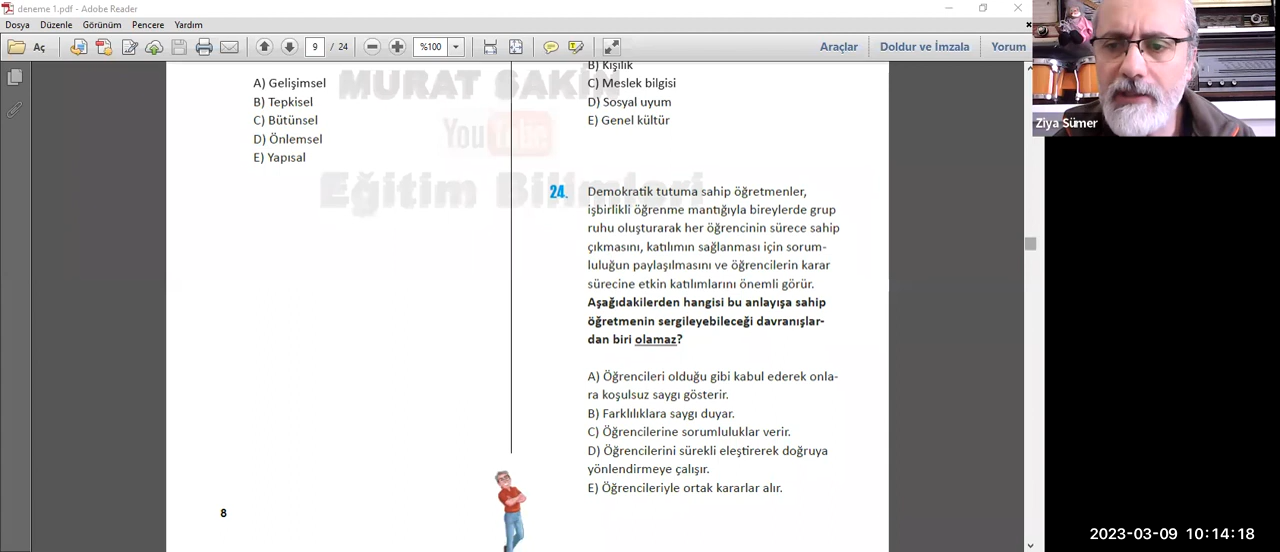 deneme 1.pdf - Adobe Reader
Dosya Düzenle Görünüm Pencere Yardım
Aç 9 / 24 %100 Araçlar Doldur ve İmzala Yorum
Ziya Sümer
MURAT SAKİN
You Tube
Eğitim Bilimleri
A) Gelişimsel
B) Tepkisel
C) Bütünsel
D) Önlemsel
E) Yapısal
8
B) Kişilik
C) Meslek bilgisi
D) Sosyal uyum
E) Genel kültür
24. Demokratik tutuma sahip öğretmenler,
işbirlikli öğrenme mantığıyla bireylerde grup
ruhu oluşturarak her öğrencinin sürece sahip
çıkmasını, katılımın sağlanması için sorum-
luluğun paylaşılmasını ve öğrencilerin karar
sürecine etkin katılımlarını önemli görür.
Aşağıdakilerden hangisi bu anlayışa sahip
öğretmenin sergileyebileceği davranışlar-
dan biri olamaz?
A) Öğrencileri olduğu gibi kabul ederek onla-
ra koşulsuz saygı gösterir.
B) Farklılıklara saygı duyar.
C) Öğrencilerine sorumluluklar verir.
D) Öğrencilerini sürekli eleştirerek doğruya
yönlendirmeye çalışır.
E) Öğrencileriyle ortak kararlar alır.
2023-03-09 10:14:18